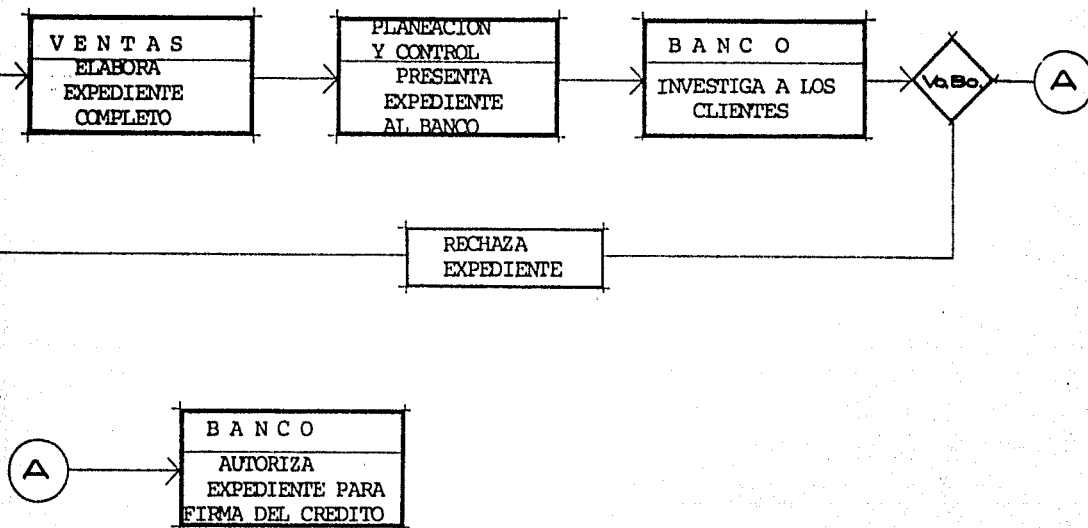 V E N T A S
ELABORA
EXPEDIENTE
COMPLETO
PLANEACION
Y CONTROL
PRESENTA
EXPEDIENTE
AL BANCO
B A N C O
INVESTIGA A LOS
CLIENTES
Vo.Bo.
A
RECHAZA
EXPEDIENTE
A
B A N C O
AUTORIZA
EXPEDIENTE PARA
FIRMA DEL CREDITO